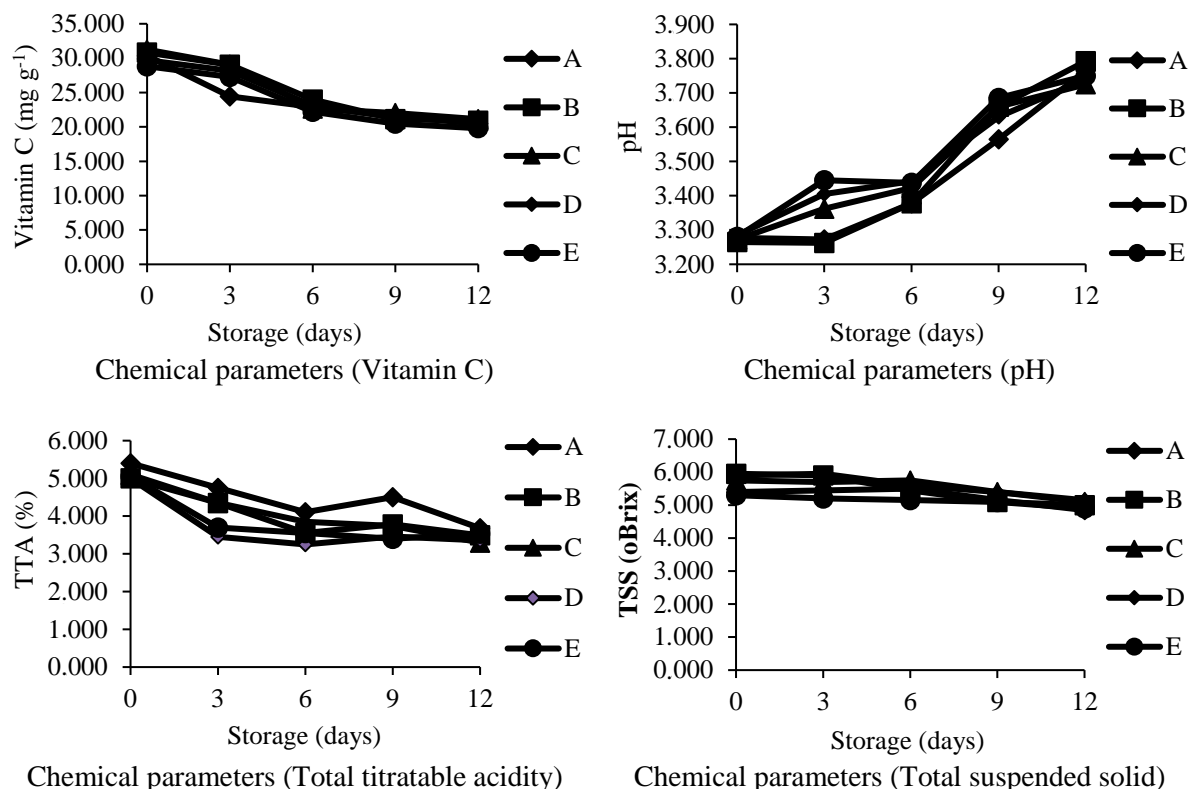 35.000
30.000
25.000
20.000
15.000
10.000
5.000
0.000
Vitamin C (mg g-1)
0 3 6 9 12
Storage (days)
A
B
C
D
E
Chemical parameters (Vitamin C)
3.900
3.800
3.700
3.600
3.500
3.400
3.300
3.200
pH
0 3 6 9 12
Storage (days)
A
B
C
D
E
Chemical parameters (pH)
6.000
5.000
4.000
3.000
2.000
1.000
0.000
TTA (%)
0 3 6 9 12
Storage (days)
A
B
C
D
E
Chemical parameters (Total titratable acidity)
7.000
6.000
5.000
4.000
3.000
2.000
1.000
0.000
TSS (oBrix)
0 3 6 9 12
Storage (days)
A
B
C
D
E
Chemical parameters (Total suspended solid)